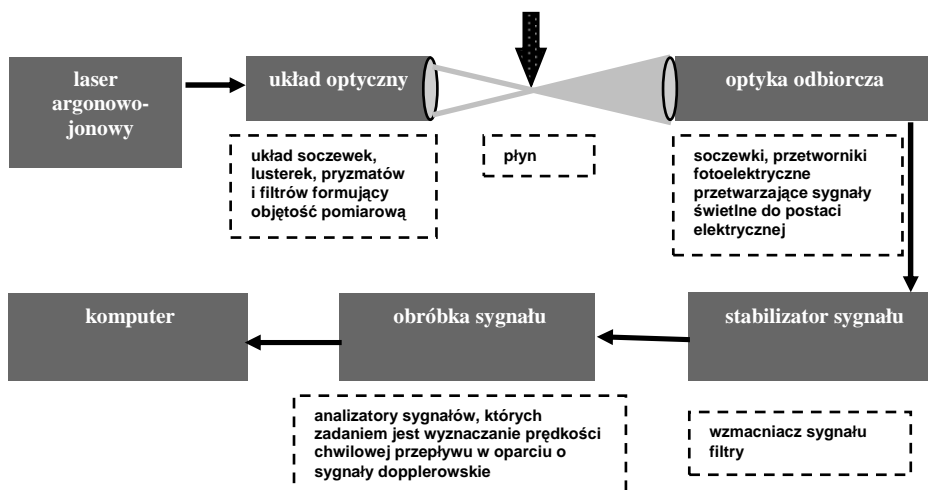 laser
argonowo-
jonowy
układ optyczny
optyka odbiorcza
układ soczewek,
lusterek, pryzmatów
i filtrów formujący
objętość pomiarową
płyn
soczewki, przetworniki
fotoelektryczne
przetwarzające sygnały
świetlne do postaci
elektrycznej
komputer
obróbka sygnału
stabilizator sygnału
analizatory sygnałów, których
zadaniem jest wyznaczanie prędkości
chwilowej przepływu w oparciu o
sygnały dopplerowskie
wzmacniacz sygnału
filtry